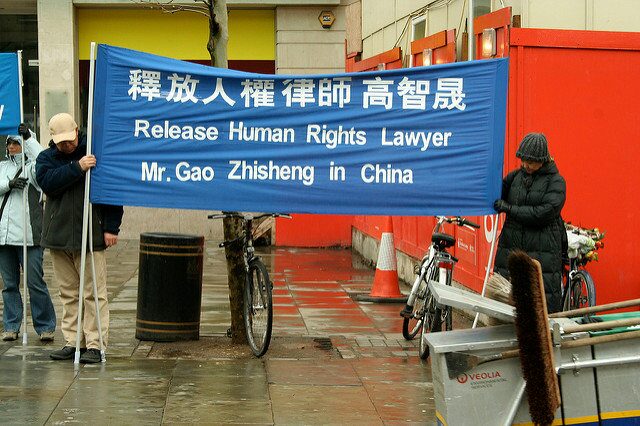 釋放人權律師高智晟
Release Human Rights Lawyer
Mr. Gao Zhisheng in China
VEOLIA